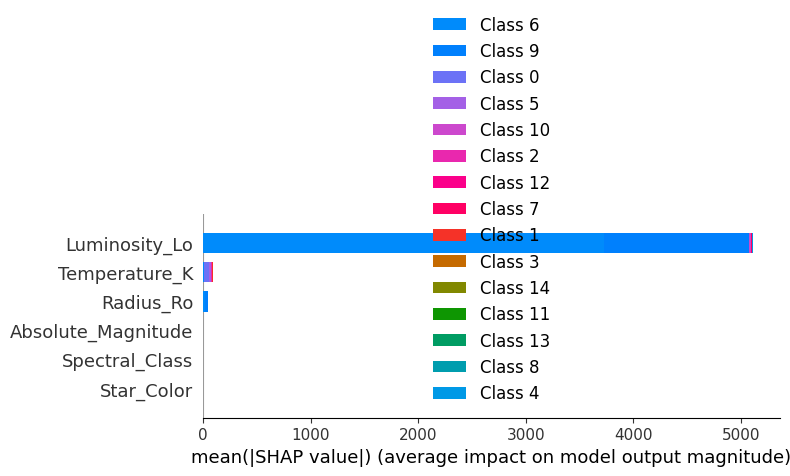 Class 6
Class 9
Class 0
Class 5
Class 10
Class 2
Class 12
Class 7
Class 1
Class 3
Class 14
Class 11
Class 13
Class 8
Class 4
Luminosity_Lo
Temperature_K
Radius_Ro
Absolute_Magnitude
Spectral_Class
Star_Color
0 1000 2000 3000 4000 5000
mean(|SHAP value|) (average impact on model output magnitude)